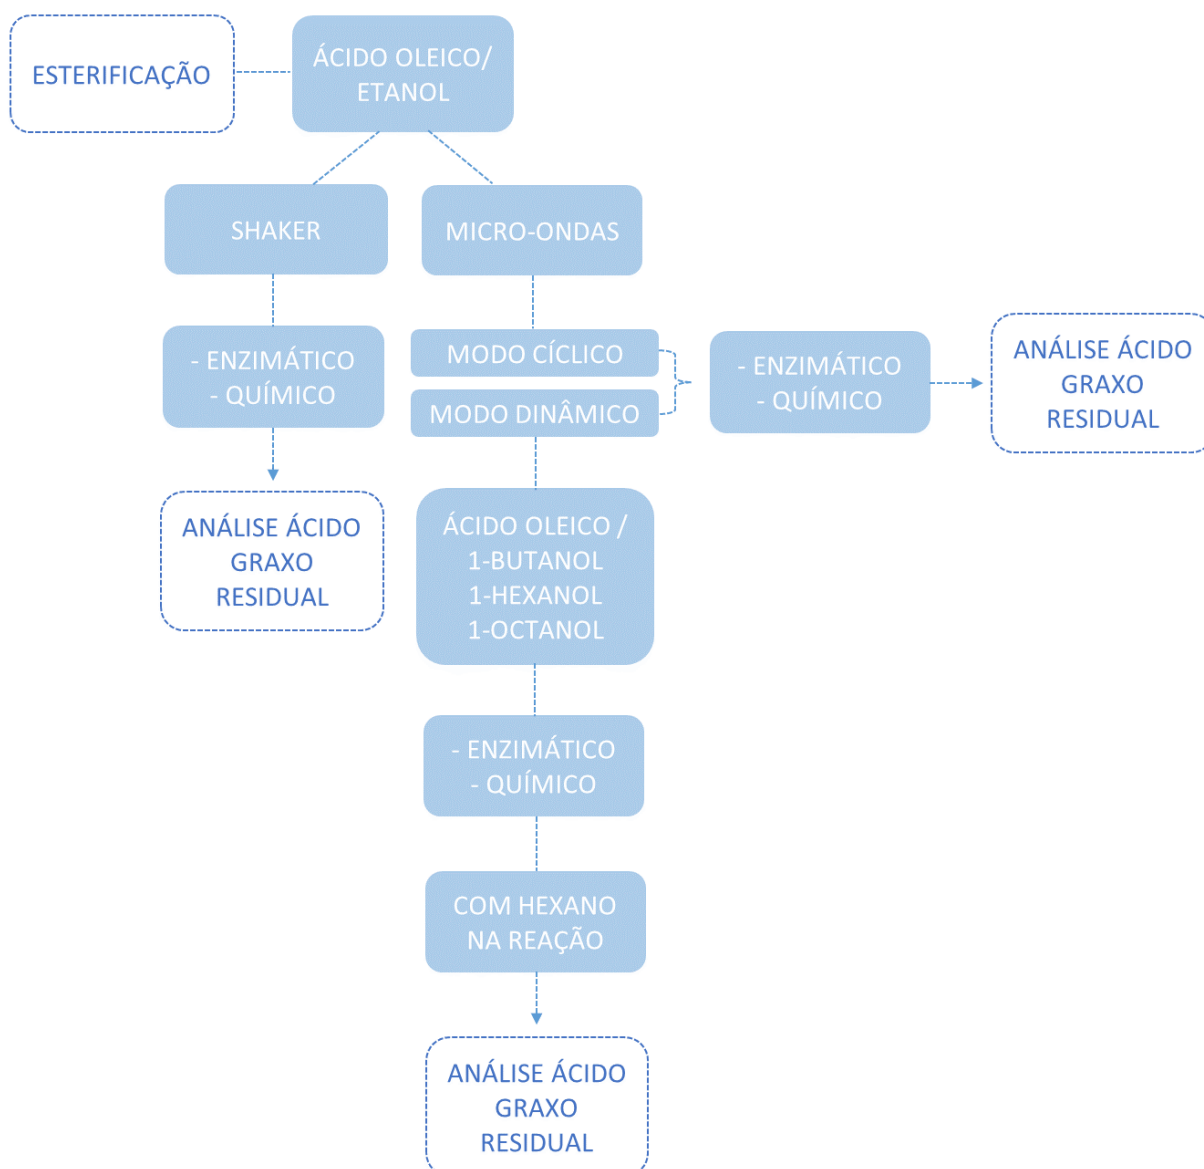 ESTERIFICAÇÃO
ÁCIDO OLEICO/
ETANOL
SHAKER
MICRO-ONDAS
- ENZIMÁTICO
- QUÍMICO
MODO CÍCLICO
MODO DINÂMICO
- ENZIMÁTICO
- QUÍMICO
ANÁLISE ÁCIDO
GRAXO
RESIDUAL
ANÁLISE ÁCIDO
GRAXO
RESIDUAL
ÁCIDO OLEICO /
1-BUTANOL
1-HEXANOL
1-OCTANOL
- ENZIMÁTICO
- QUÍMICO
COM HEXANO
NA REAÇÃO
ANÁLISE ÁCIDO
GRAXO
RESIDUAL